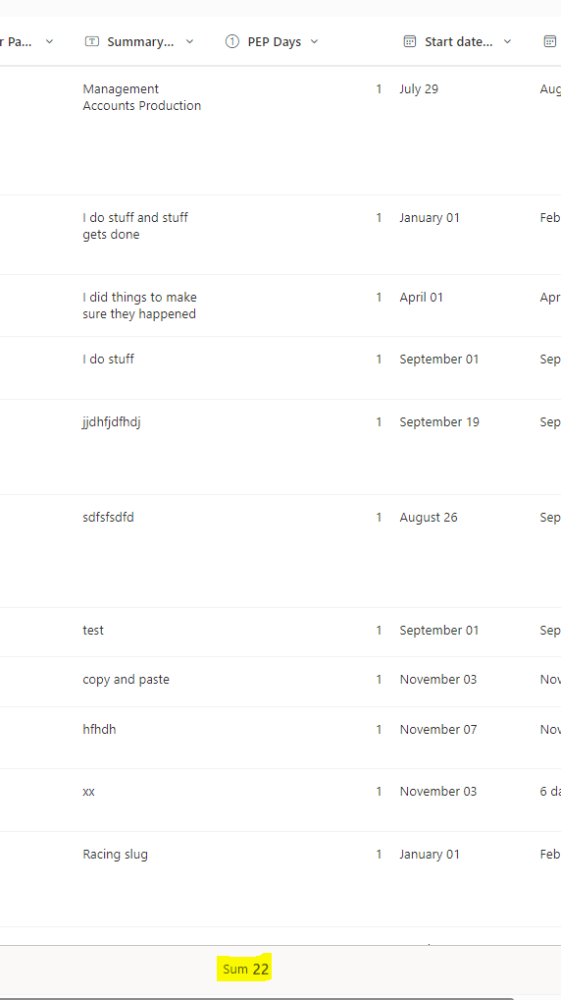 r Pa... Summary... PEP Days Start date...
Management
Accounts Production
1 July 29 Aug
I do stuff and stuff
gets done
1 January 01 Feb
I did things to make
sure they happened
1 April 01 Apr
I do stuff 1 September 01 Sep
jjdhfjdfhdj 1 September 19 Sep
sdfsfsdfd 1 August 26 Sep
test 1 September 01 Sep
copy and paste 1 November 03 Nov
hfhdh 1 November 07 Nov
xx 1 November 03 6 da
Racing slug 1 January 01 Feb
Sum 22